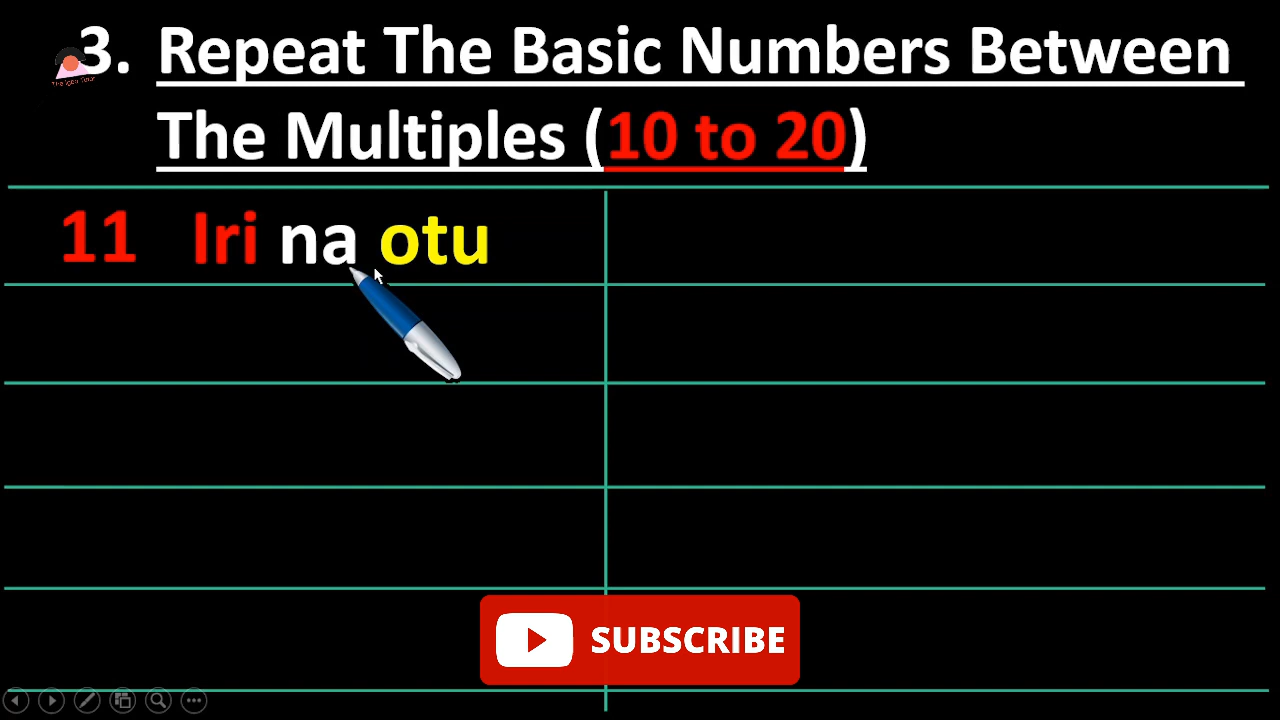 3. Repeat The Basic Numbers Between
The Multiples (10 to 20)
11 Iri na otu
SUBSCRIBE